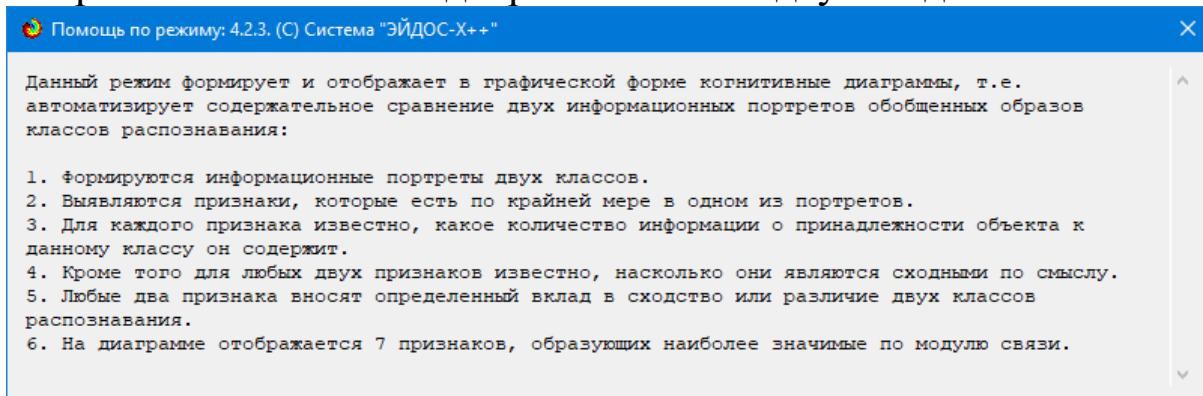 Помощь по режиму: 4.2.3. (C) Система "ЭЙДОС-X++"
Данный режим формирует и отображает в графической форме когнитивные диаграммы, т.е.
автоматизирует содержательное сравнение двух информационных портретов обобщенных образов
классов распознавания:
1. Формируются информационные портреты двух классов.
2. Выявляются признаки, которые есть по крайней мере в одном из портретов.
3. Для каждого признака известно, какое количество информации о принадлежности объекта к
данному классу он содержит.
4. Кроме того для любых двух признаков известно, насколько они являются сходными по смыслу.
5. Любые два признака вносят определенный вклад в сходство или различие двух классов
распознавания.
6. На диаграмме отображается 7 признаков, образующих наиболее значимые по модулю связи.